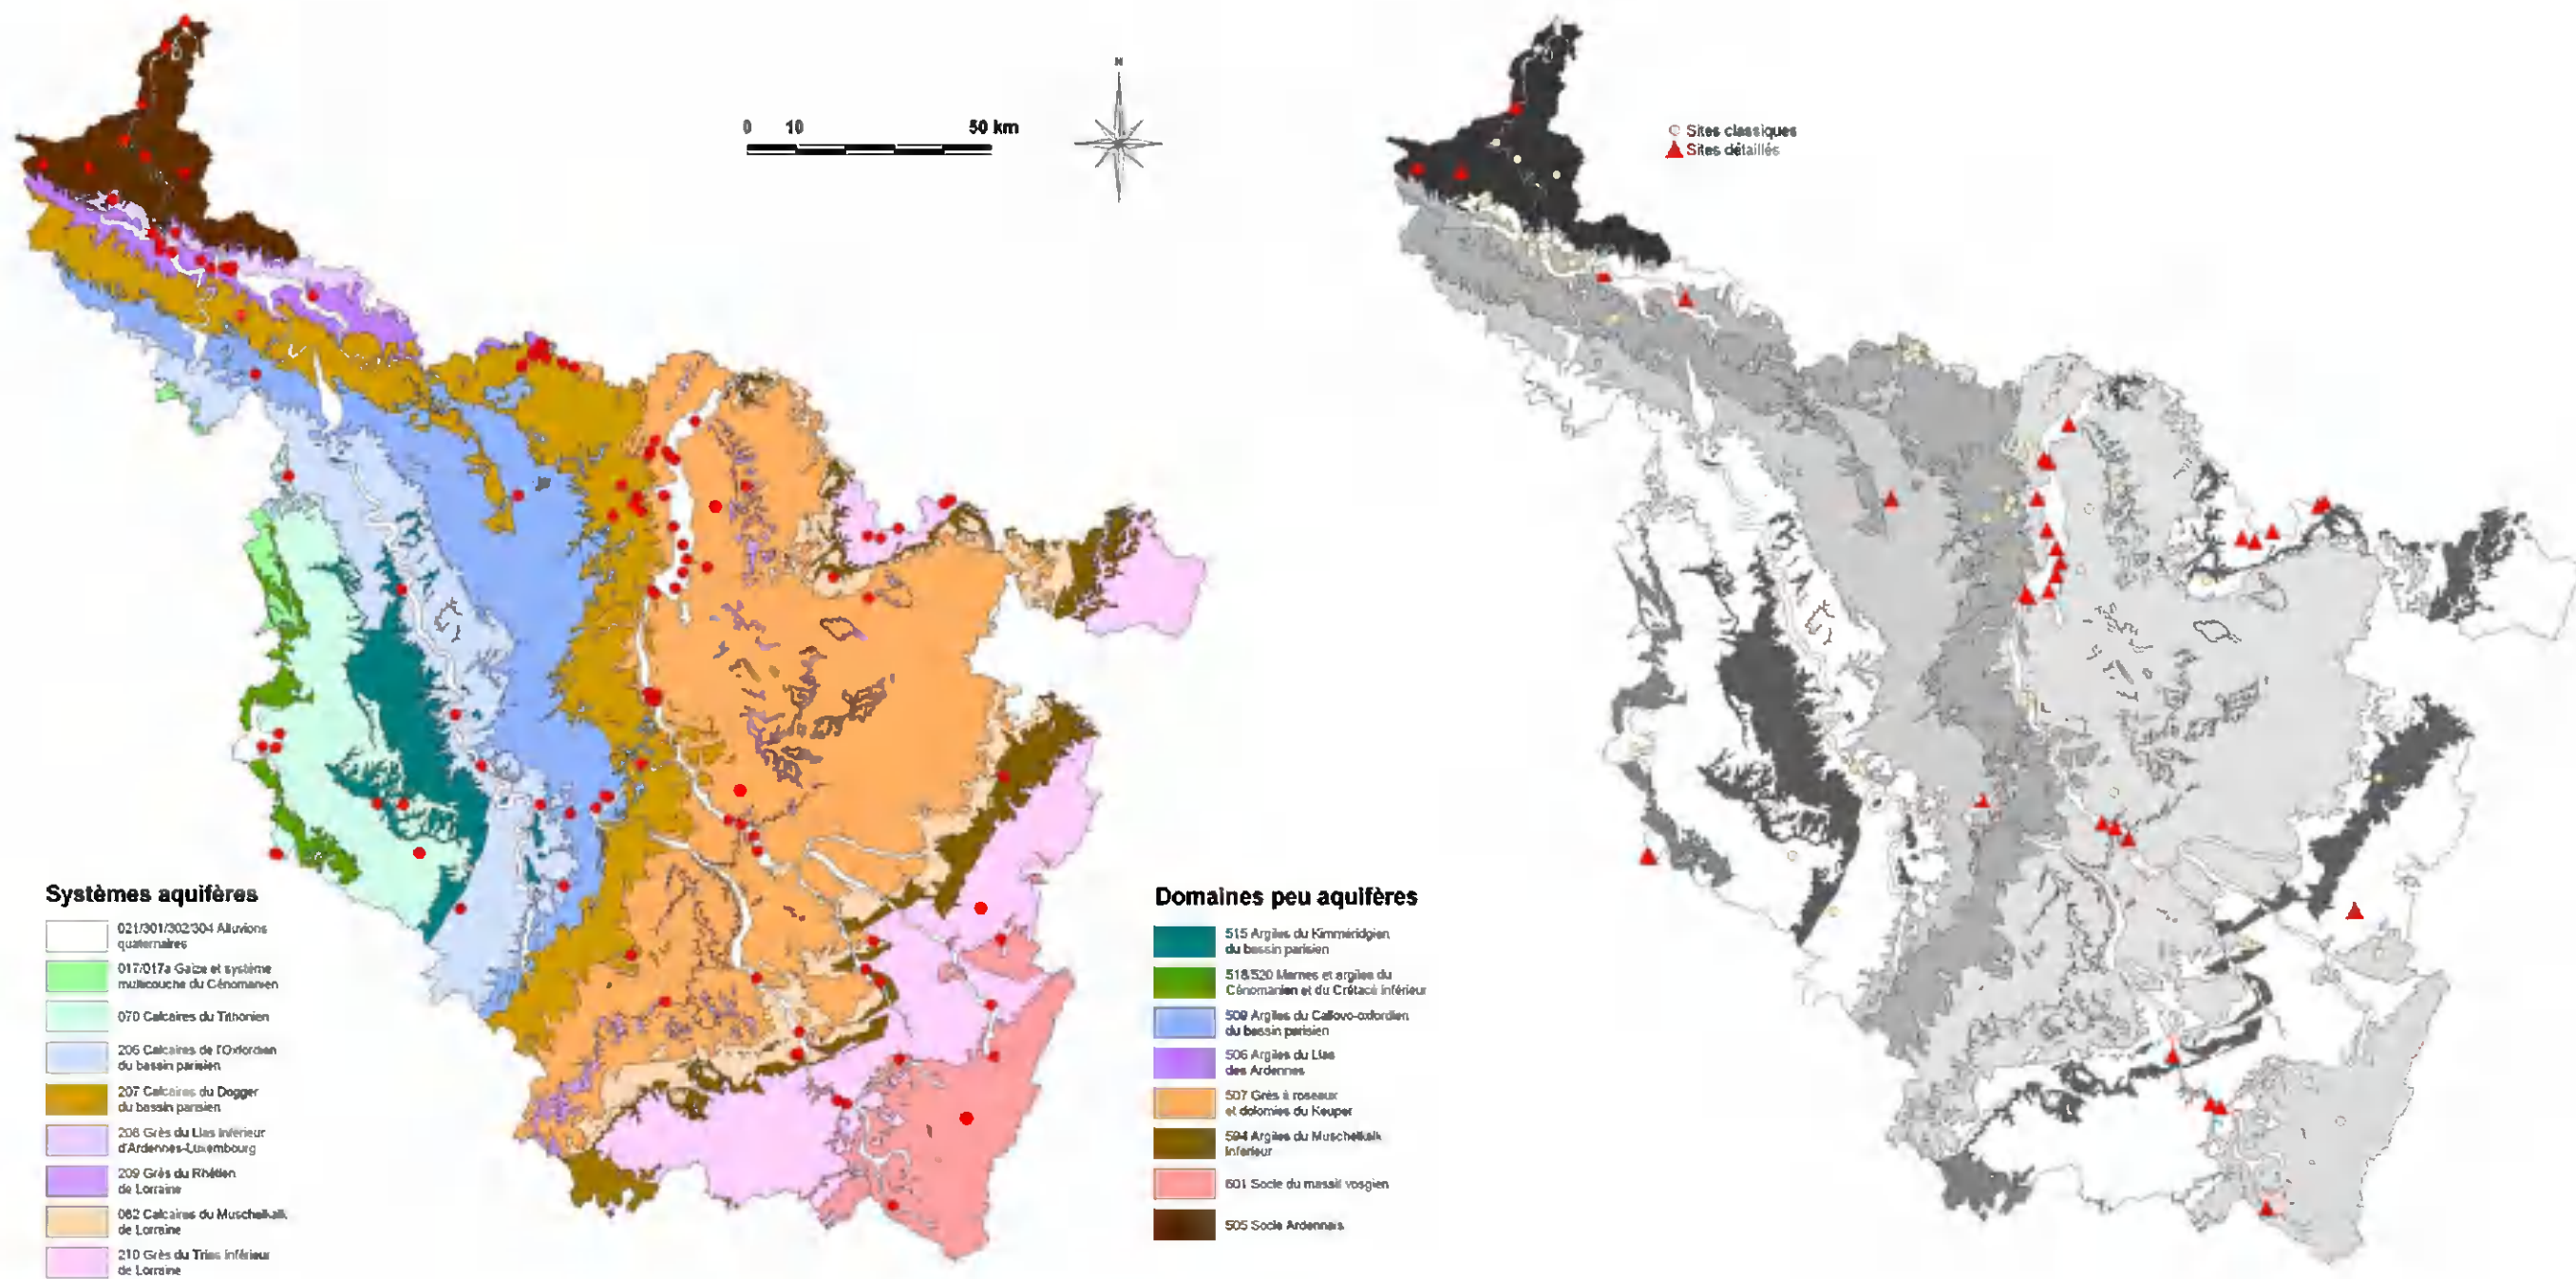 N
0 10 50 km
Sites classiques
Sites détaillés
Systèmes aquifères
021/301/302/304 Alluvions
quaternaires
017/017a Gaize et système
multicouche du Cénomanien
070 Calcaires du Tithonien
206 Calcaires de l'Oxfordien
du bassin parisien
207 Calcaires du Dogger
du bassin parisien
208 Grès du Lias inférieur
d'Ardennes-Luxembourg
209 Grès du Rhétien
de Lorraine
082 Calcaires du Muschelkalk
de Lorraine
210 Grès du Trias inférieur
de Lorraine
Domaines peu aquifères
515 Argiles du Kimméridgien
du bassin parisien
518/520 Marnes et argiles du
Cénomanien et du Crétacé inférieur
509 Argiles du Callovo-oxfordien
du bassin parisien
506 Argiles du Lias
des Ardennes
507 Grès à roseaux
et dolomies du Keuper
594 Argiles du Muschelkalk
inférieur
601 Socle du massif vosgien
505 Socle Ardennais